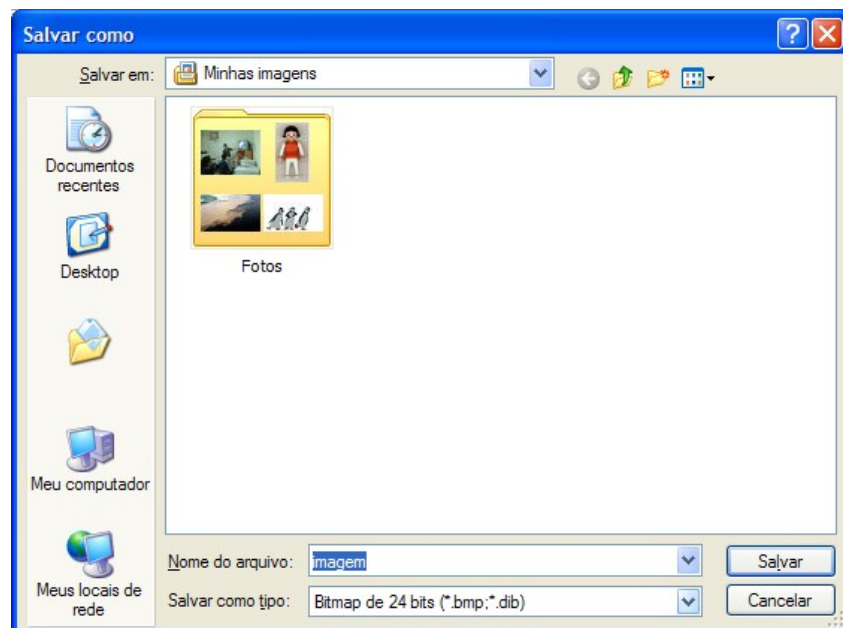 Salvar como
Salvar em:
Minhas imagens
Documentos
recentes
Desktop
Meu computador
Meus locais de
rede
Fotos
Nome do arquivo:
imagem
Salvar
Salvar como tipo:
Bitmap de 24 bits (*.bmp;*.dib)
Cancelar